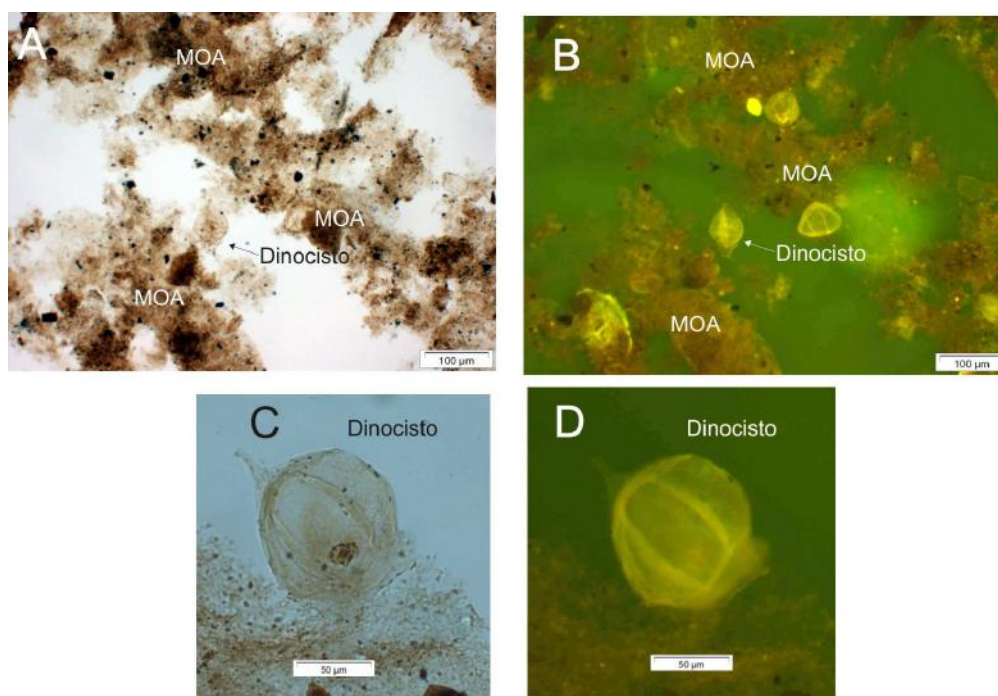 A
MOA
MOA
Dinocisto
MOA
100 µm
B
MOA
MOA
Dinocisto
MOA
100 µm
C
Dinocisto
50 µm
D
Dinocisto
50 µm